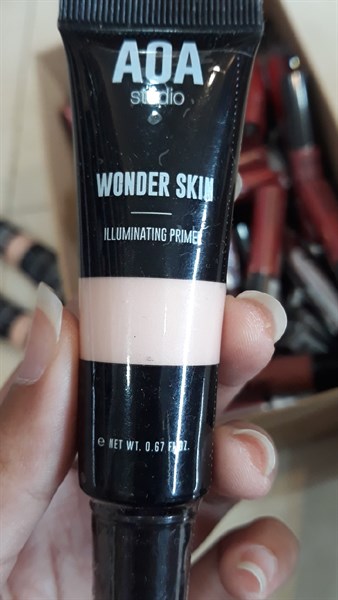 AOA
studio
WONDER SKIN
ILLUMINATING PRIMER
℮ NET WT. 0.67 FL.OZ.